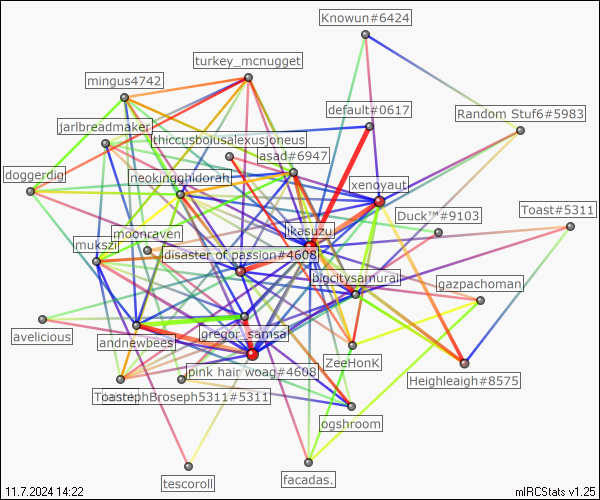 Knowun#6424
turkey_mcnugget
mingus4742
default#0617
Random Stuf6#5983
jarlbreadmaker
thiccusboiusalexusjoneus
asad#6947
doggerdig
neokingghidorah
xenoyaut
Duck™#9103
Toast#5311
moonraven
likasuzu
mukszi
disaster of passion#4608
bigcitysamurai
gazpachoman
avelicious
andnewbees
gregor_samsa
ZeeHonK
pink hair woag#4608
Heighleigh#8575
ToastephBroseph5311#5311
ogshroom
tescoroll
facadas.
11.7.2024 14:22
mIRCStats v1.25